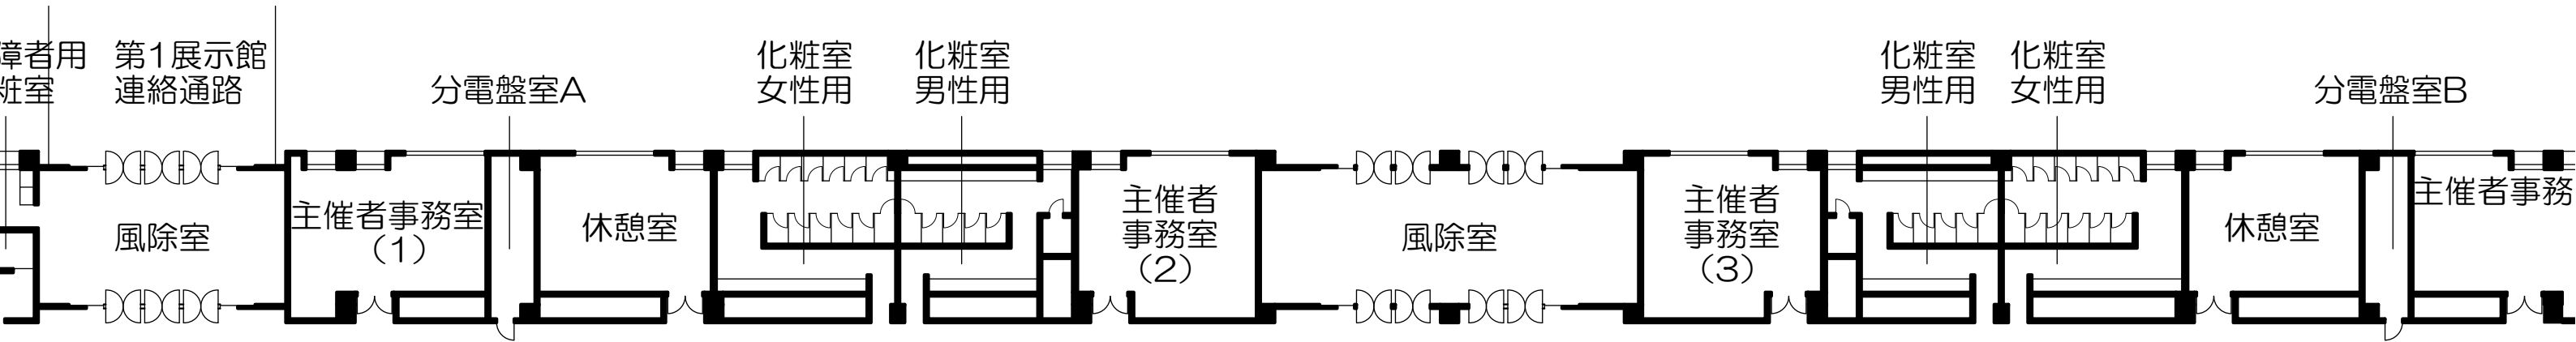 障者用
粧室
第1展示館
連絡通路
分電盤室A
化粧室
女性用
化粧室
男性用
化粧室
男性用
化粧室
女性用
分電盤室B
風除室
主催者事務室
(1)
休憩室
主催者
事務室
(2)
風除室
主催者
事務室
(3)
休憩室
主催者事務